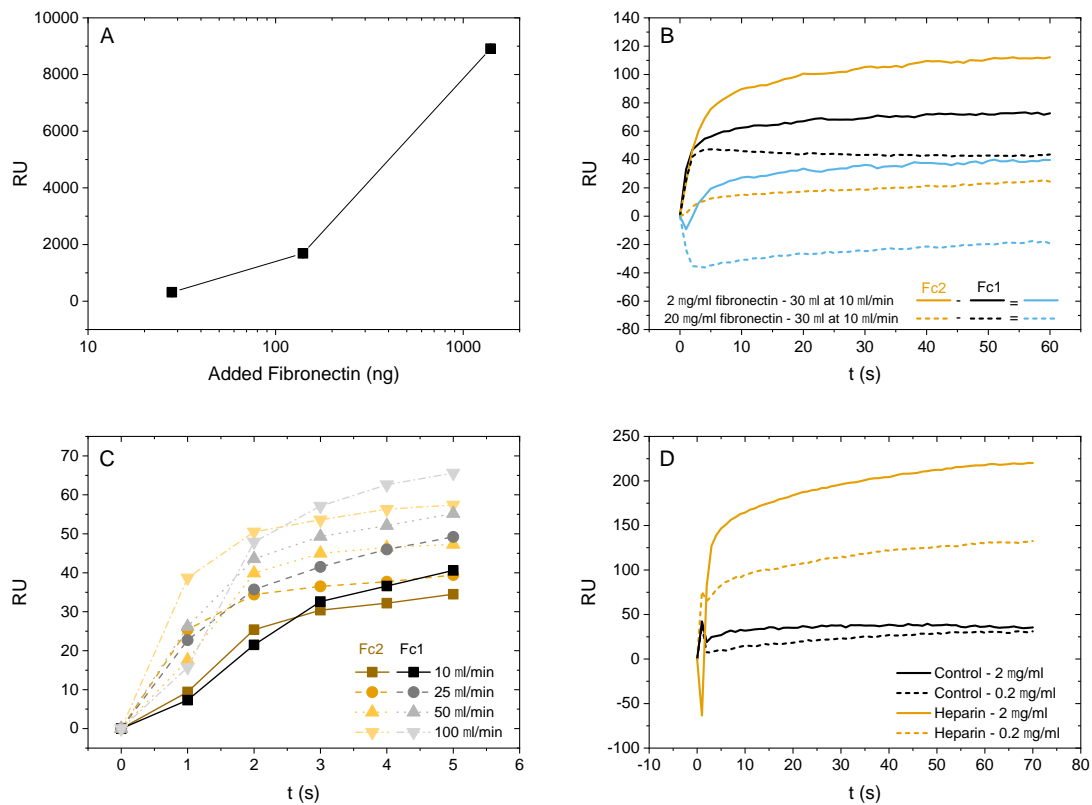 A
10000
8000
6000
4000
2000
0
RU
10
100
1000
Added Fibronectin (ng)
B
140
120
100
80
60
40
20
0
-20
-40
-60
-80
RU
Fc2 Fc1
2 mg/ml fibronectin - 30 ml at 10 ml/min - =
20 mg/ml fibronectin - 30 ml at 10 ml/min - =
0 10 20 30 40 50 60
t (s)
C
70
60
50
40
30
20
10
0
RU
Fc2 Fc1
10 ml/min
25 ml/min
50 ml/min
100 ml/min
0 1 2 3 4 5 6
t (s)
D
250
200
150
100
50
0
-50
-100
RU
Control - 2 mg/ml
Control - 0.2 mg/ml
Heparin - 2 mg/ml
Heparin - 0.2 mg/ml
-10 0 10 20 30 40 50 60 70 80
t (s)